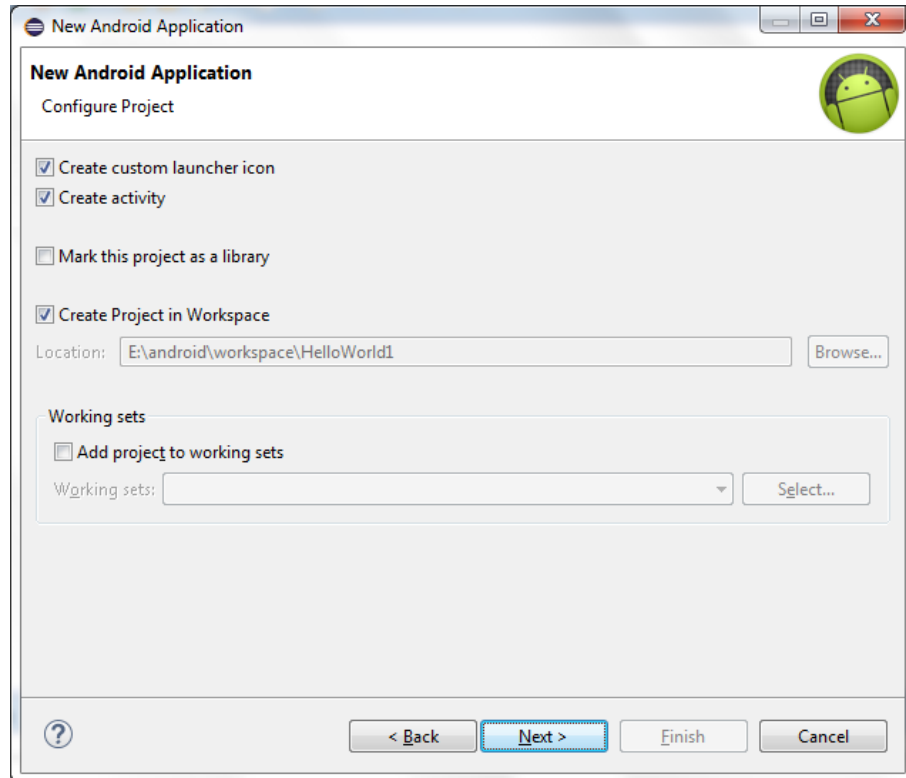 New Android Application
New Android Application
Configure Project
Create custom launcher icon
Create activity
Mark this project as a library
Create Project in Workspace
Location: E:\android\workspace\HelloWorld1 Browse...
Working sets
Add project to working sets
Working sets: Select...
? < Back Next > Finish Cancel